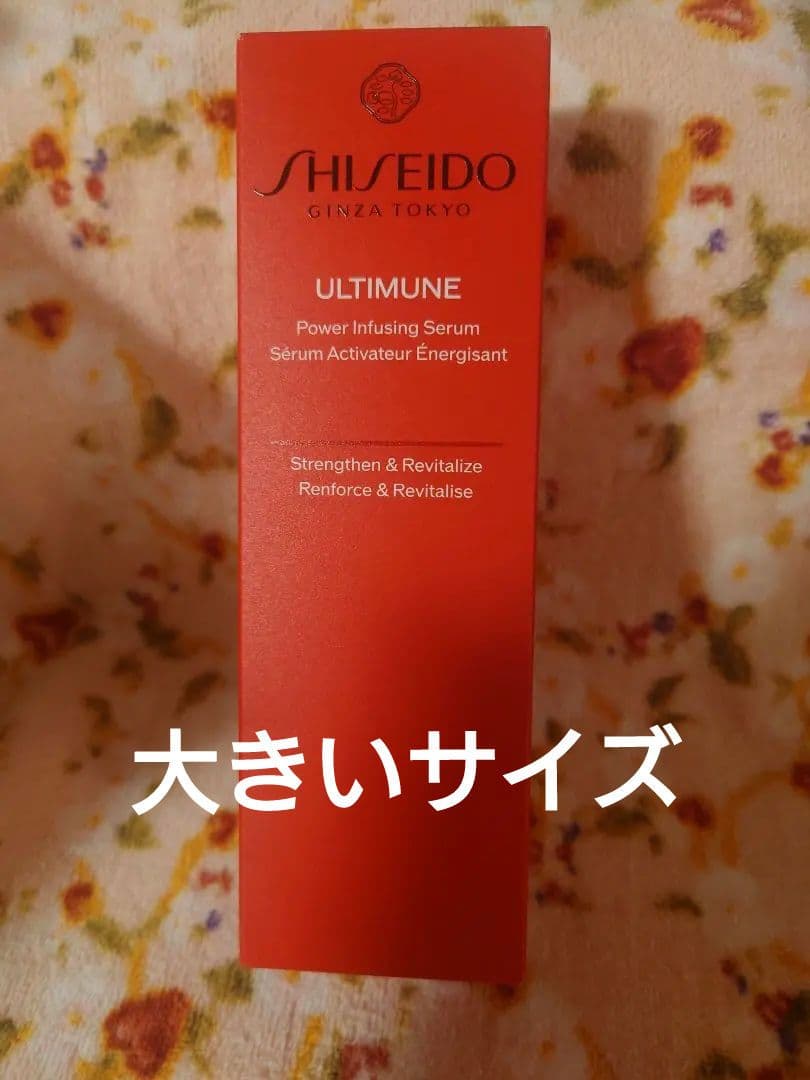 SHISEIDO
GINZA TOKYO
ULTIMUNE
Power Infusing Serum
Sérum Activateur Énergisant
Strengthen & Revitalize
Renforce & Revitalise
大きいサイズ